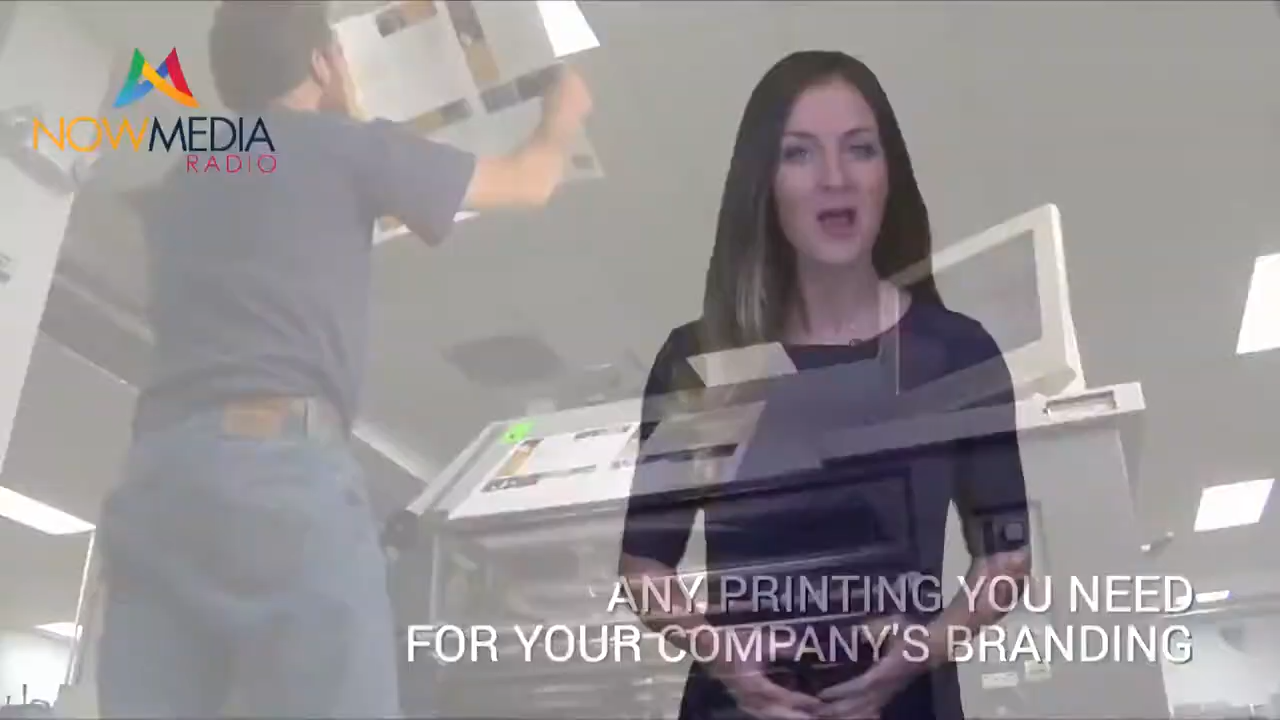 NOWMEDIA
RADIO
ANY PRINTING YOU NEED
FOR YOUR COMPANY'S BRANDING